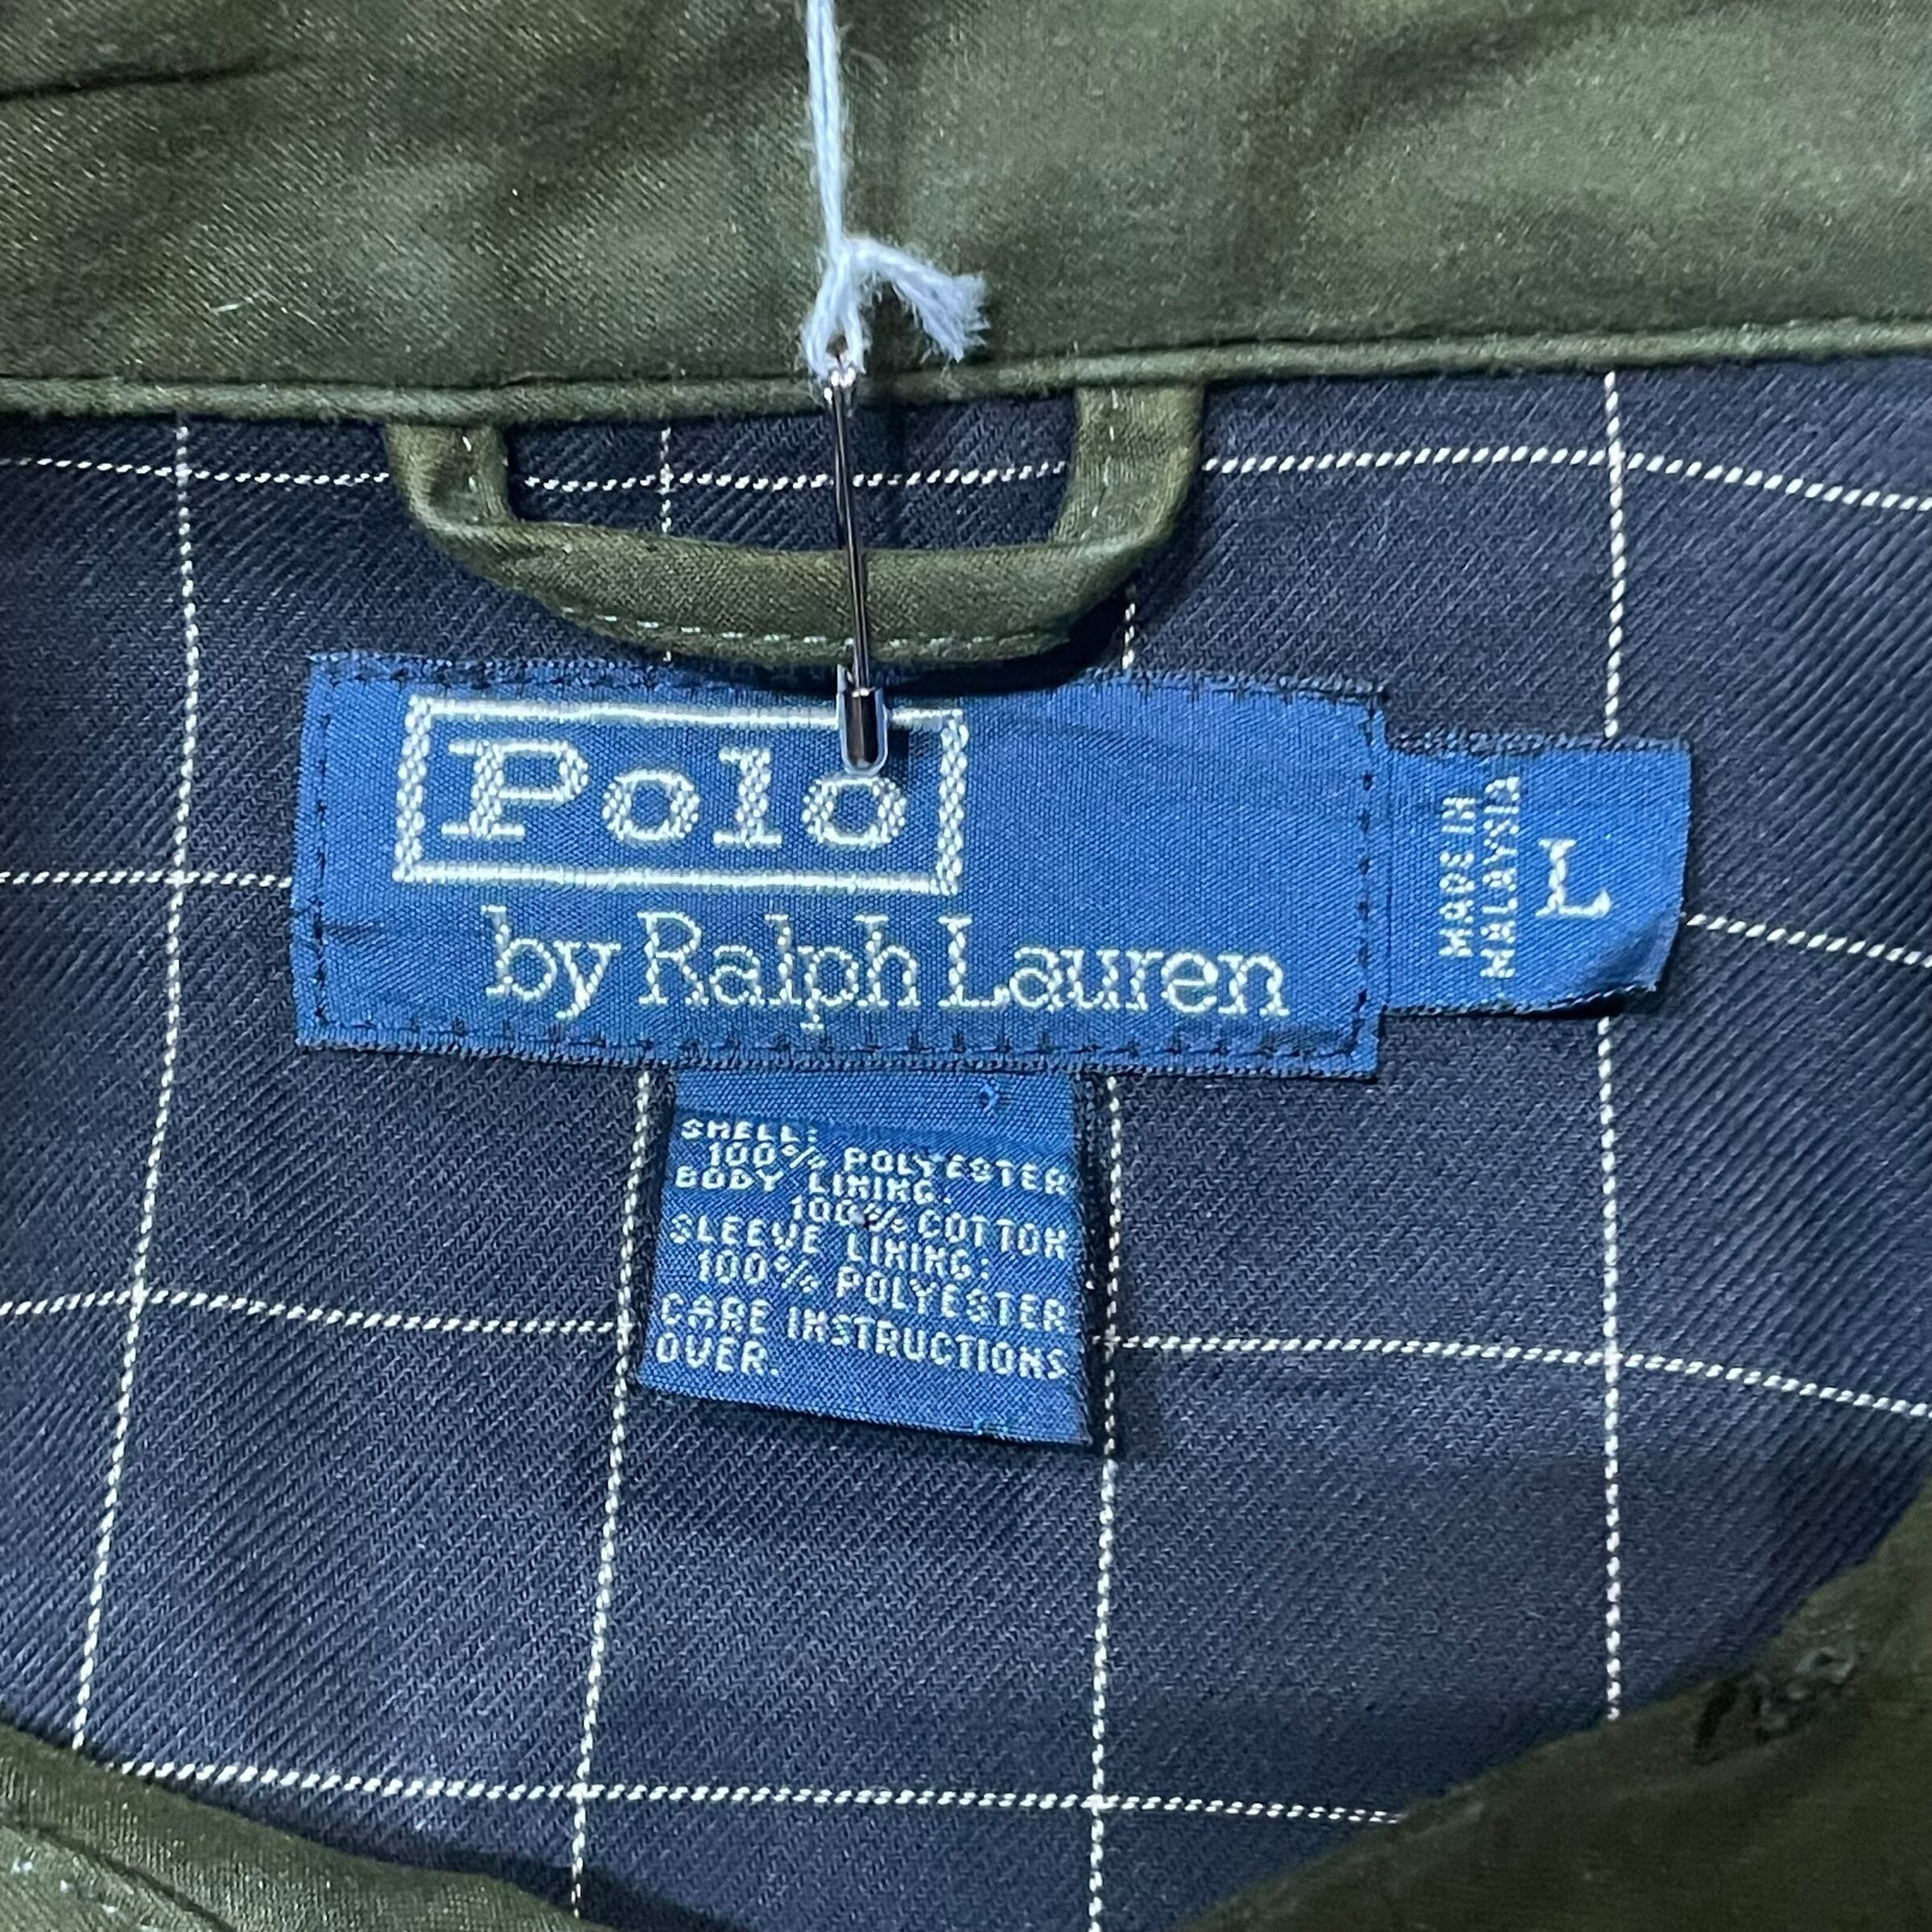 Polo
by Ralph Lauren
MADE IN
MALAYSIA
L
SHELL:
100% POLYESTER
BODY LINING:
100% COTTON
SLEEVE LINING:
100% POLYESTER
CARE INSTRUCTIONS
OVER.